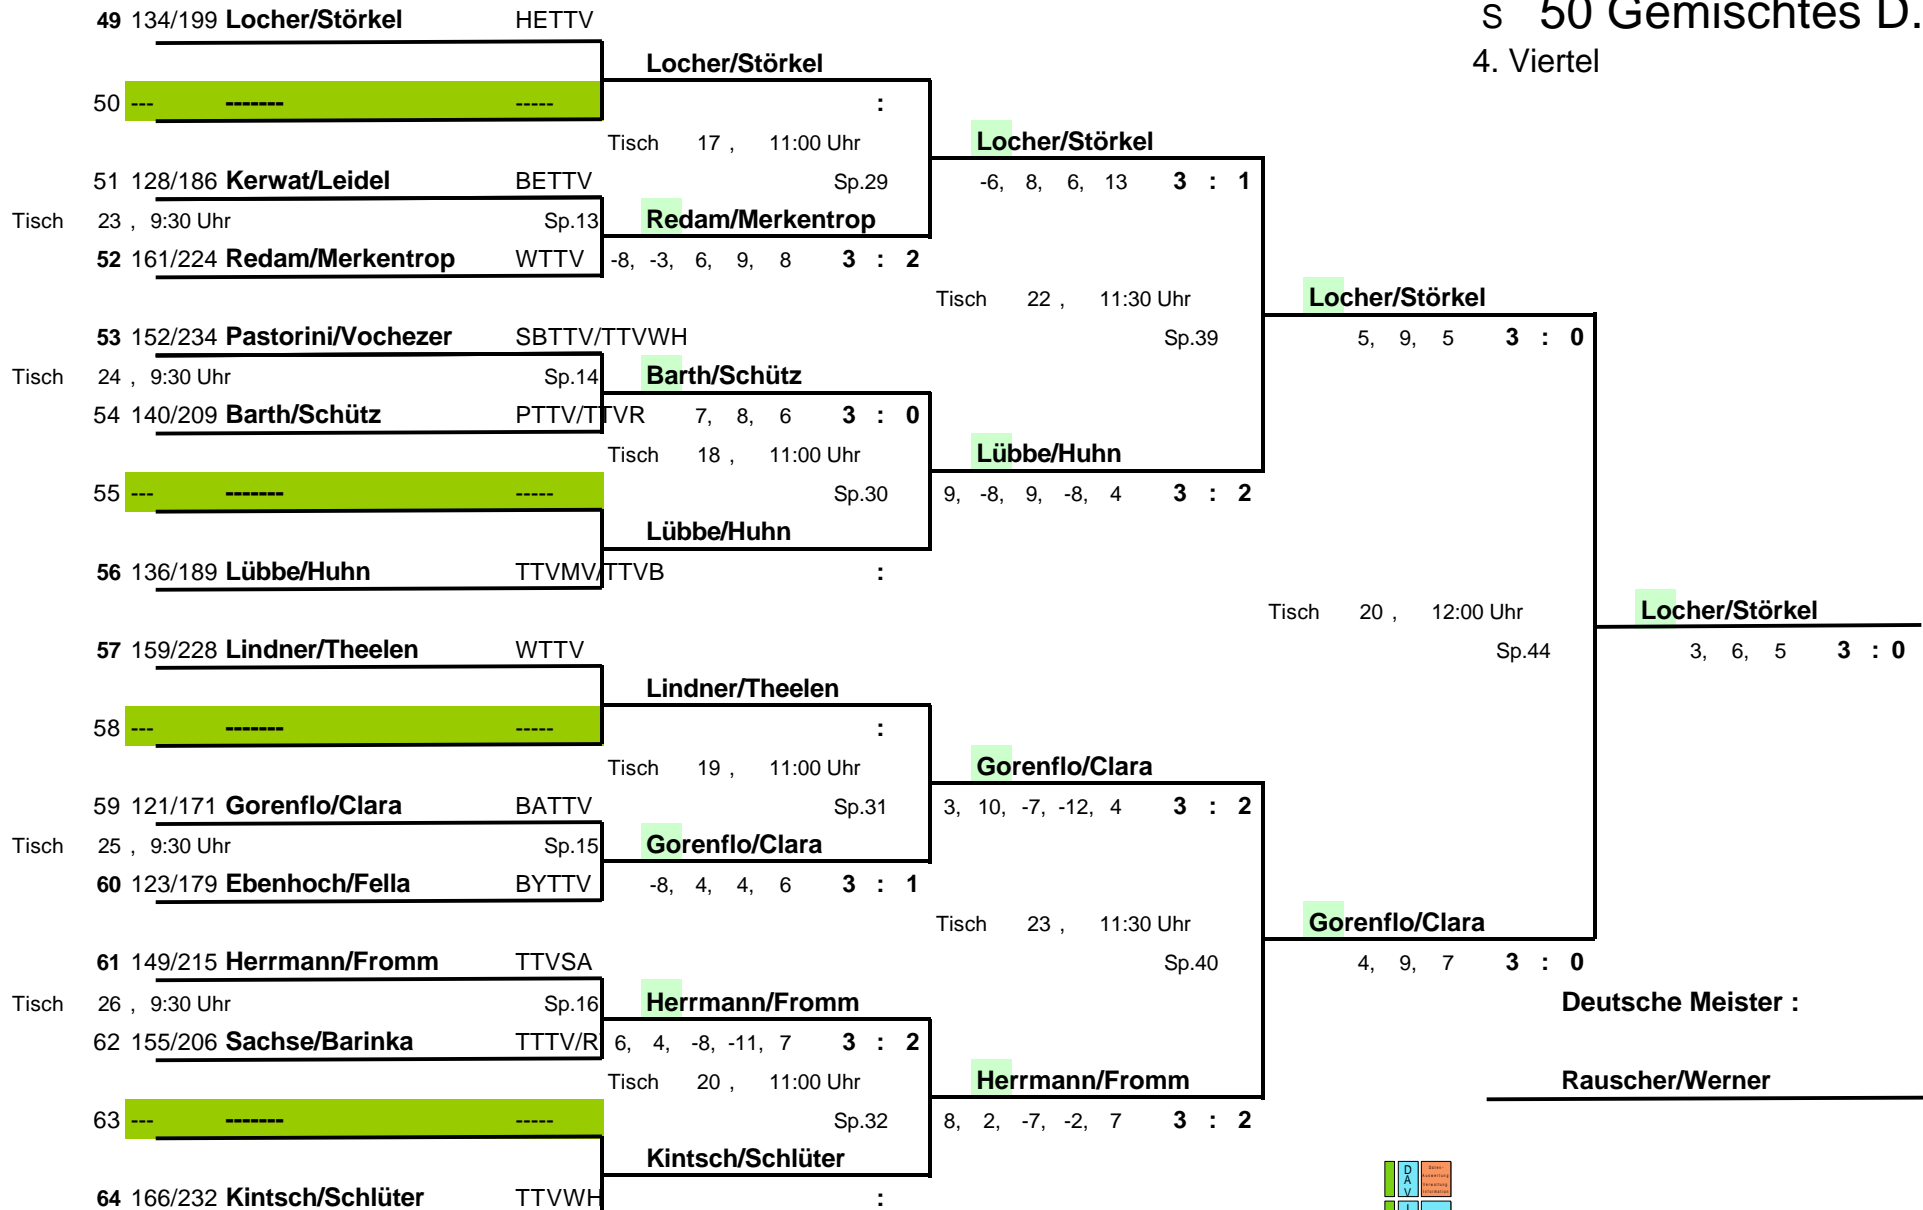 S 50 Gemischtes D.
4. Viertel
49 134/199 Locher/Störkel HETTV
Locher/Störkel
50 --- ------- ----- :
Tisch 17 , 11:00 Uhr Locher/Störkel
51 128/186 Kerwat/Leidel BETTV Sp.29 -6, 8, 6, 13 3 : 1
Tisch 23 , 9:30 Uhr Sp.13 Redam/Merkentrop
52 161/224 Redam/Merkentrop WTTV -8, -3, 6, 9, 8 3 : 2
Tisch 22 , 11:30 Uhr Locher/Störkel
53 152/234 Pastorini/Vochezer SBTTV/TTVWH Sp.39 5, 9, 5 3 : 0
Tisch 24 , 9:30 Uhr Sp.14 Barth/Schütz
54 140/209 Barth/Schütz PTTV/TTVR 7, 8, 6 3 : 0
Tisch 18 , 11:00 Uhr Lübbe/Huhn
55 --- ------- ----- Sp.30 9, -8, 9, -8, 4 3 : 2
Lübbe/Huhn
56 136/189 Lübbe/Huhn TTVMV/TTVB :
Tisch 20 , 12:00 Uhr Locher/Störkel
57 159/228 Lindner/Theelen WTTV Sp.44 3, 6, 5 3 : 0
Lindner/Theelen
58 --- ------- ----- :
Tisch 19 , 11:00 Uhr Gorenflo/Clara
59 121/171 Gorenflo/Clara BATTV Sp.31 3, 10, -7, -12, 4 3 : 2
Tisch 25 , 9:30 Uhr Sp.15 Gorenflo/Clara
60 123/179 Ebenhoch/Fella BYTTV -8, 4, 4, 6 3 : 1
Tisch 23 , 11:30 Uhr Gorenflo/Clara
61 149/215 Herrmann/Fromm TTVSA Sp.40 4, 9, 7 3 : 0
Tisch 26 , 9:30 Uhr Sp.16 Herrmann/Fromm Deutsche Meister :
62 155/206 Sachse/Barinka TTTV/R 6, 4, -8, -11, 7 3 : 2
Tisch 20 , 11:00 Uhr Herrmann/Fromm Rauscher/Werner
63 --- ------- ----- Sp.32 8, 2, -7, -2, 7 3 : 2
Kintsch/Schlüter
64 166/232 Kintsch/Schlüter TTVWH :
D
A
V